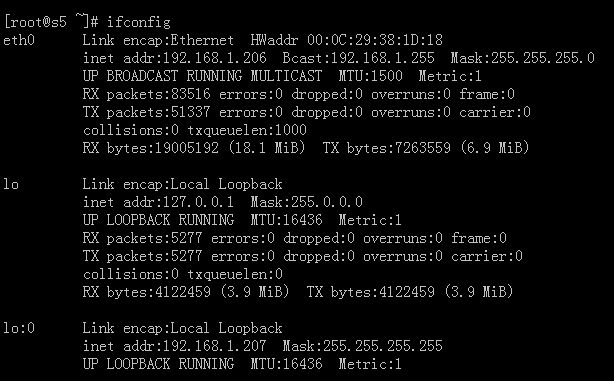 [root@s5 ~]# ifconfig
eth0      Link encap:Ethernet  HWaddr 00:0C:29:38:1D:18
          inet addr:192.168.1.206  Bcast:192.168.1.255  Mask:255.255.255.0
          UP BROADCAST RUNNING MULTICAST  MTU:1500  Metric:1
          RX packets:83516 errors:0 dropped:0 overruns:0 frame:0
          TX packets:51337 errors:0 dropped:0 overruns:0 carrier:0
          collisions:0 txqueuelen:1000
          RX bytes:19005192 (18.1 MiB)  TX bytes:7263559 (6.9 MiB)
lo        Link encap:Local Loopback
          inet addr:127.0.0.1  Mask:255.0.0.0
          UP LOOPBACK RUNNING  MTU:16436  Metric:1
          RX packets:5277 errors:0 dropped:0 overruns:0 frame:0
          TX packets:5277 errors:0 dropped:0 overruns:0 carrier:0
          collisions:0 txqueuelen:0
          RX bytes:4122459 (3.9 MiB)  TX bytes:4122459 (3.9 MiB)
lo:0      Link encap:Local Loopback
          inet addr:192.168.1.207  Mask:255.255.255.255
          UP LOOPBACK RUNNING  MTU:16436  Metric:1